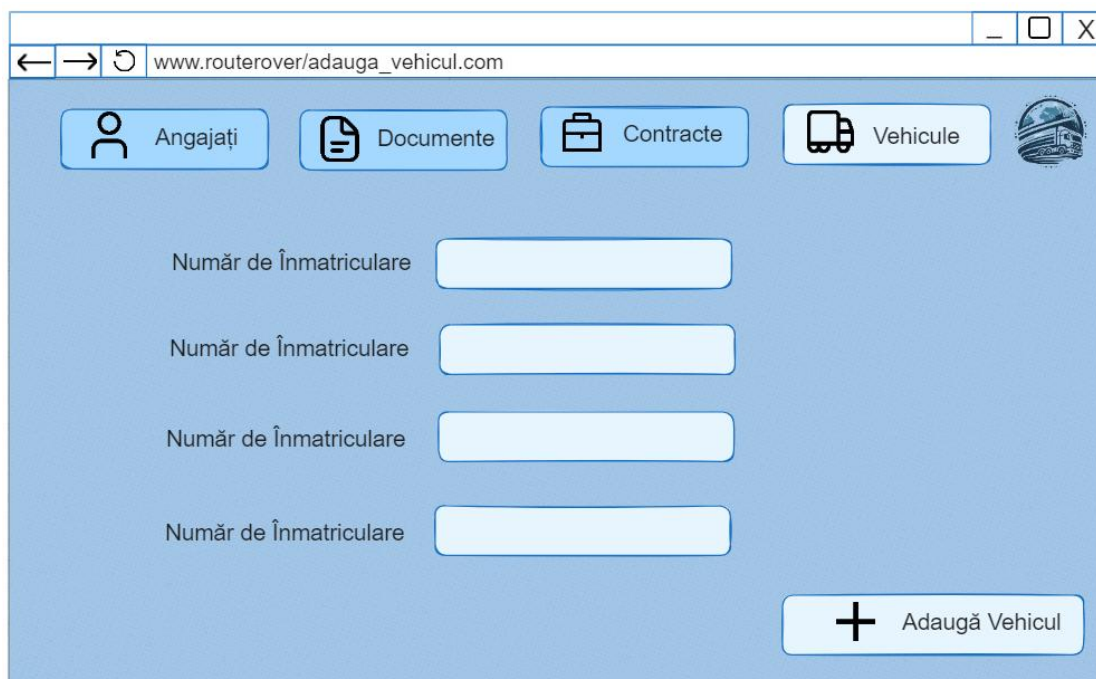 X
www.routerover/adauga_vehicul.com
Angajați
Documente
Contracte
Vehicule
Număr de Înmatriculare
Număr de Înmatriculare
Număr de Înmatriculare
Număr de Înmatriculare
Adaugă Vehicul